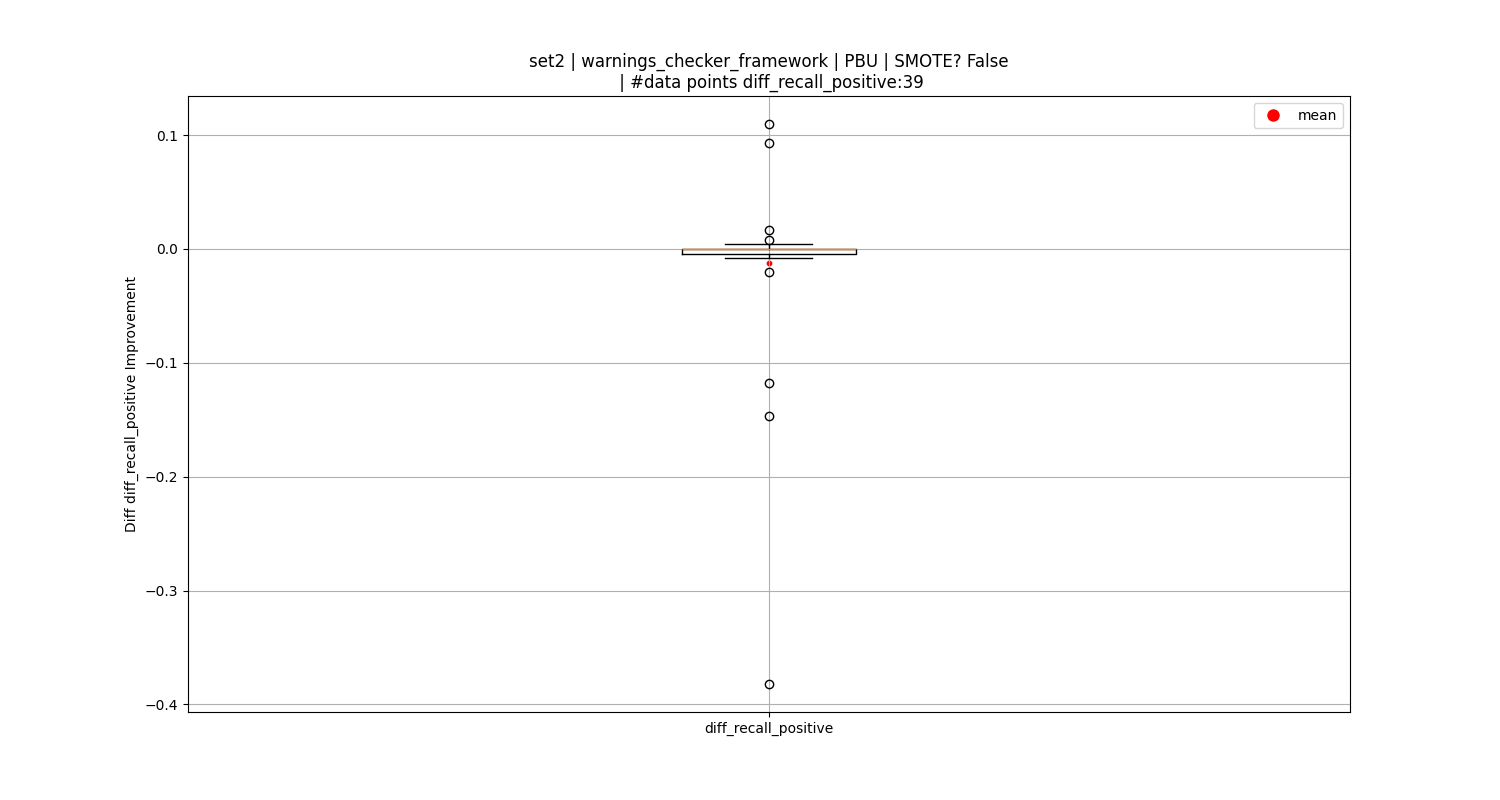 set2 | warnings_checker_framework | PBU | SMOTE? False
| #data points diff_recall_positive:39
mean
0.1
0.0
−0.1
−0.2
−0.3
−0.4
Diff diff_recall_positive Improvement
diff_recall_positive